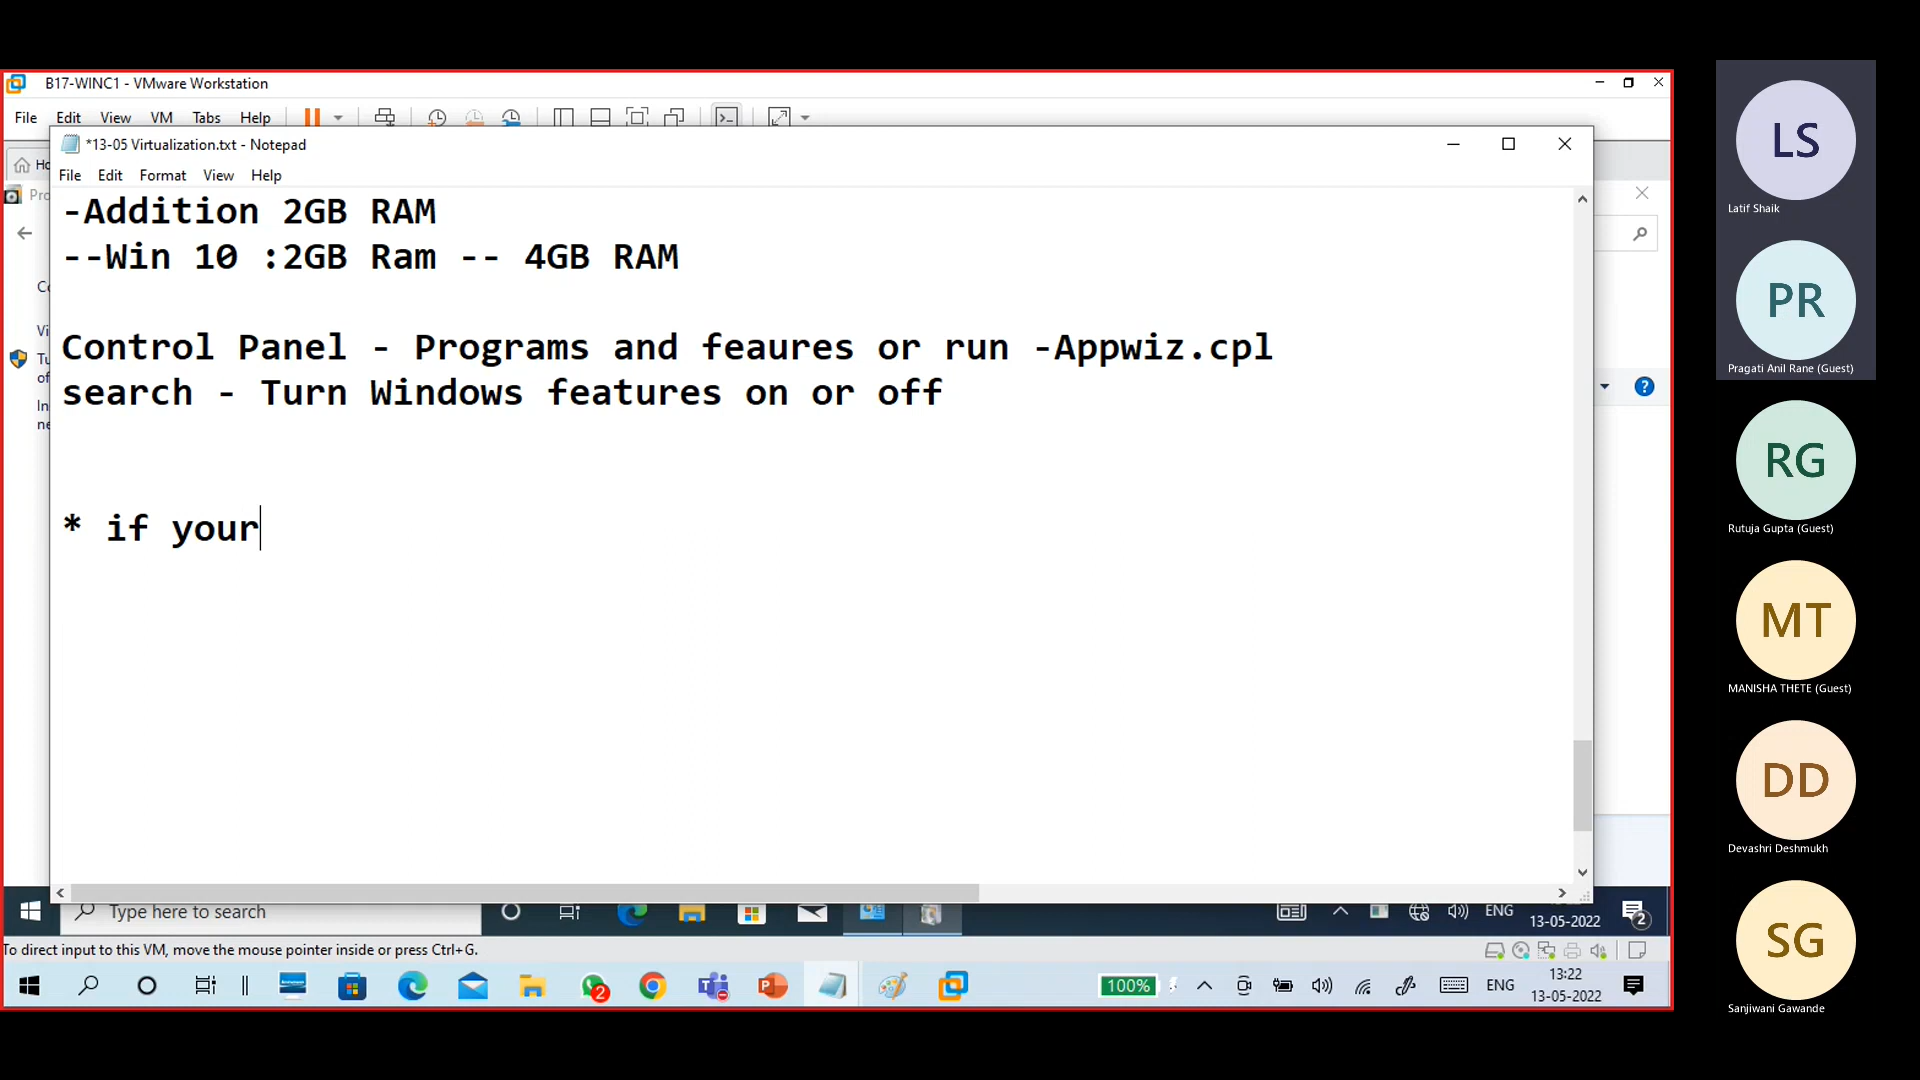 B17-WINC1 - VMware Workstation
File Edit View VM Tabs Help
*13-05 Virtualization.txt - Notepad
File Edit Format View Help
-Addition 2GB RAM
--Win 10 :2GB Ram -- 4GB RAM
Control Panel - Programs and feaures or run -Appwiz.cpl
search - Turn Windows features on or off
* if your
Type here to search
ENG
13-05-2022
2
To direct input to this VM, move the mouse pointer inside or press Ctrl+G.
2
100%
ENG
13:22
13-05-2022
LS
Latif Shaik
PR
Pragati Anil Rane (Guest)
RG
Rutuja Gupta (Guest)
MT
MANISHA THETE (Guest)
DD
Devashri Deshmukh
SG
Sanjiwani Gawande